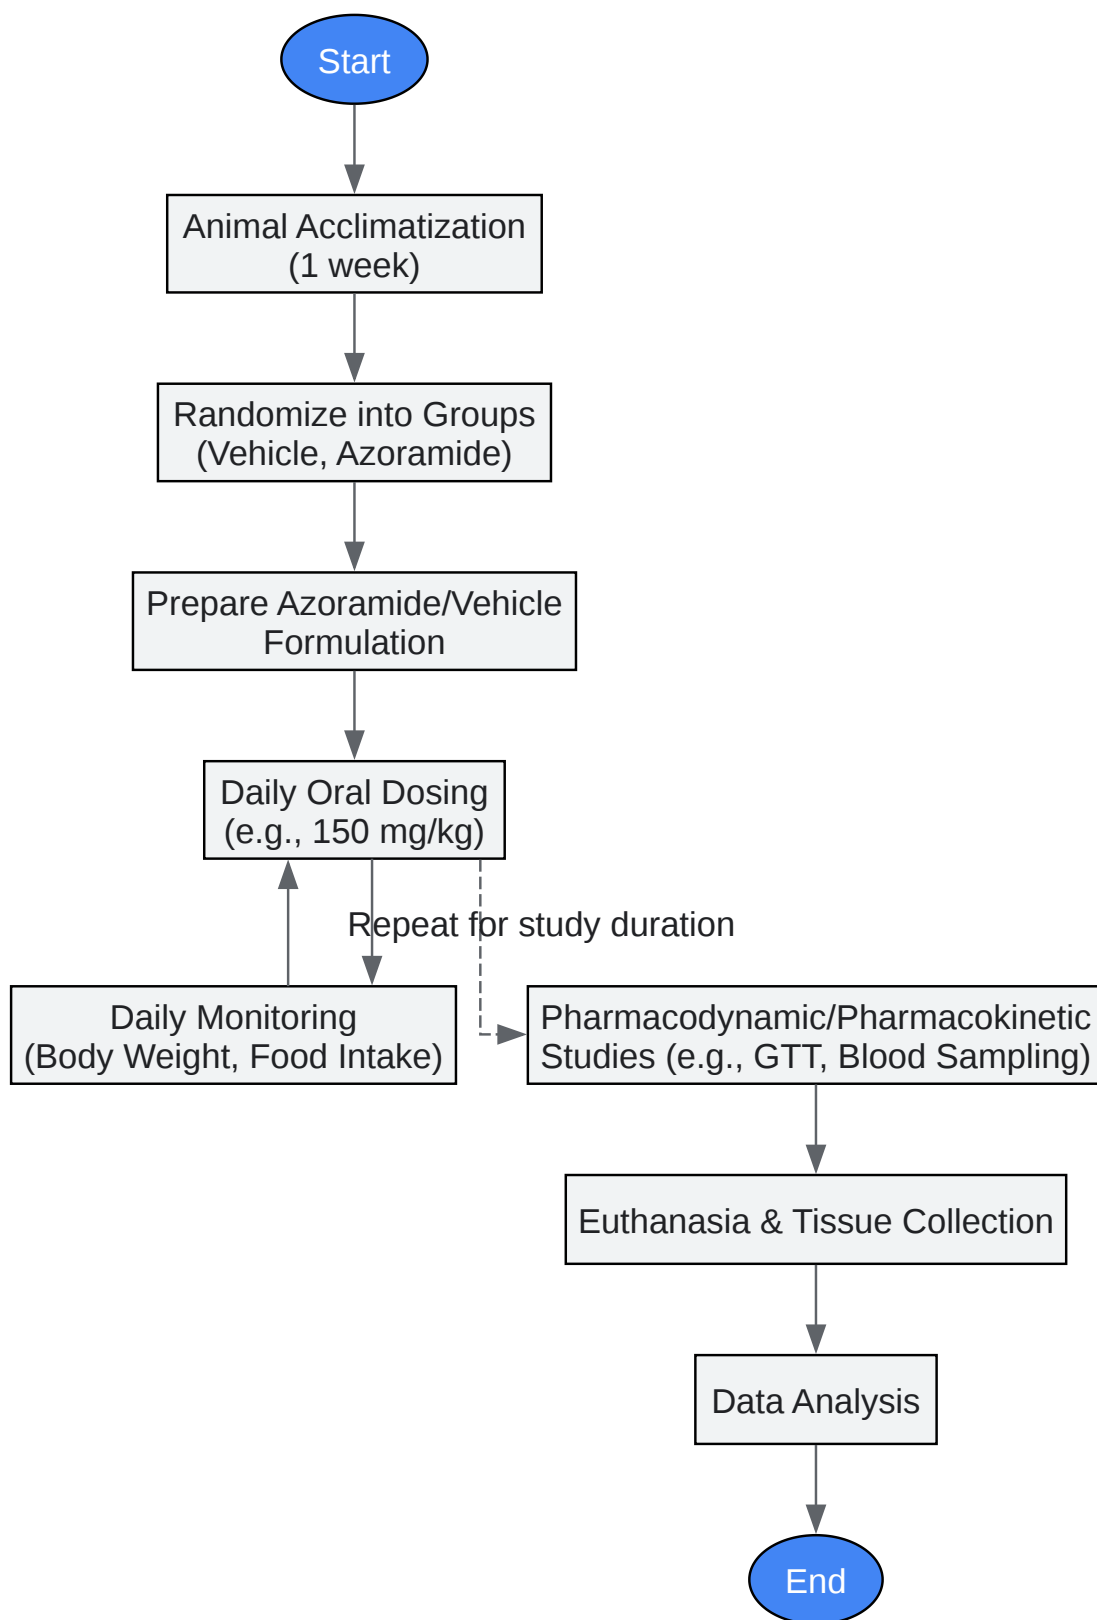 Start
Animal Acclimatization
(1 week)
Randomize into Groups
(Vehicle, Azoramide)
Prepare Azoramide/Vehicle
Formulation
Daily Oral Dosing
(e.g., 150 mg/kg)
Repeat for study duration
Daily Monitoring
(Body Weight, Food Intake)
Pharmacodynamic/Pharmacokinetic
Studies (e.g., GTT, Blood Sampling)
Euthanasia & Tissue Collection
Data Analysis
End